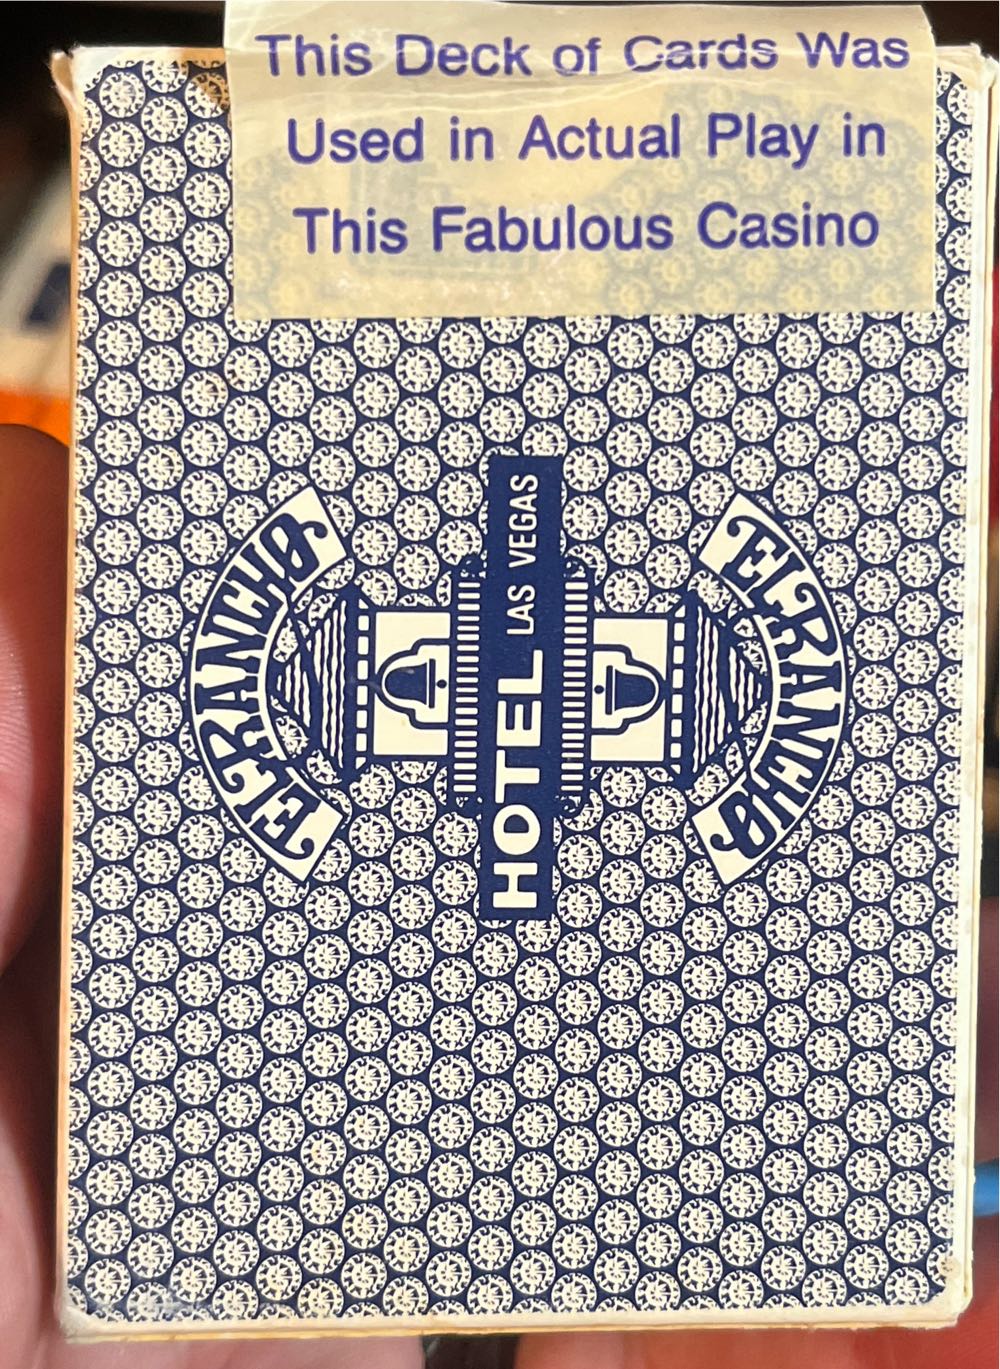 This Deck of Cards Was
Used in Actual Play in
This Fabulous Casino
EL RANCHO
HOTEL LAS VEGAS
EL RANCHO